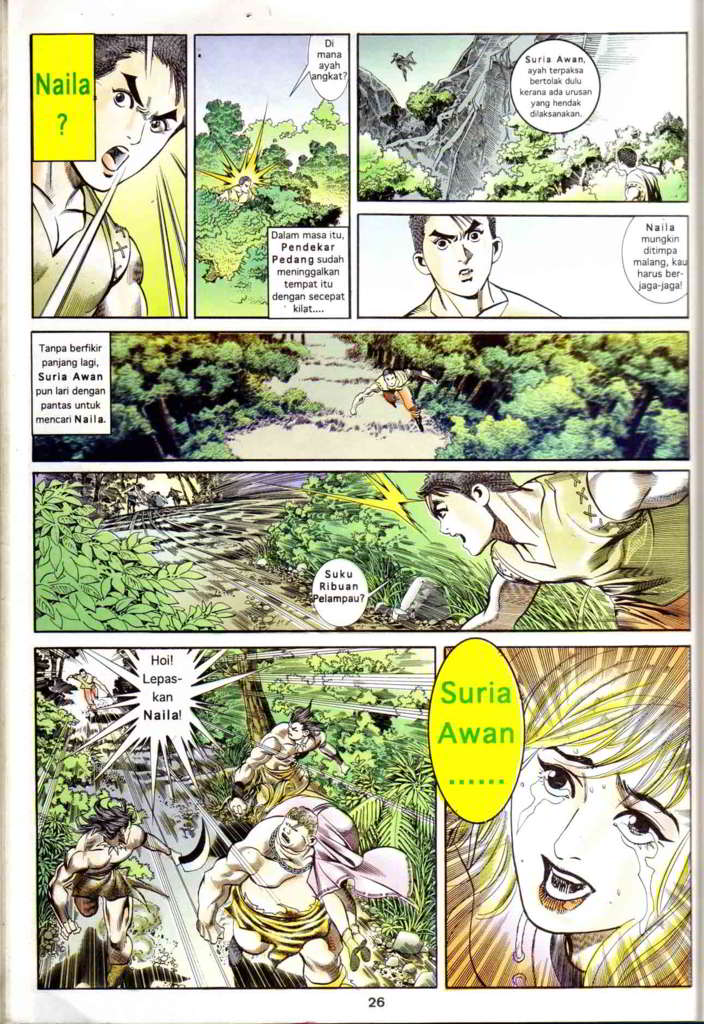 Naila
?
Di
mana
ayah
angkat?
Dalam masa itu,
Pendekar
Pedang sudah
meninggalkan
tempat itu
dengan secepat
kilat....
Suria Awan,
ayah terpaksa
bertolak dulu
kerana ada urusan
yang hendak
dilaksanakan.
Naila
mungkin
ditimpa
malang, kau
harus ber-
jaga-jaga!
Tanpa berfikir
panjang lagi,
Suria Awan
pun lari dengan
pantas untuk
mencari Naila.
Suku
Ribuan
Pelampau?
Hoi!
Lepas-
kan
Naila!
Suria
Awan
......
26